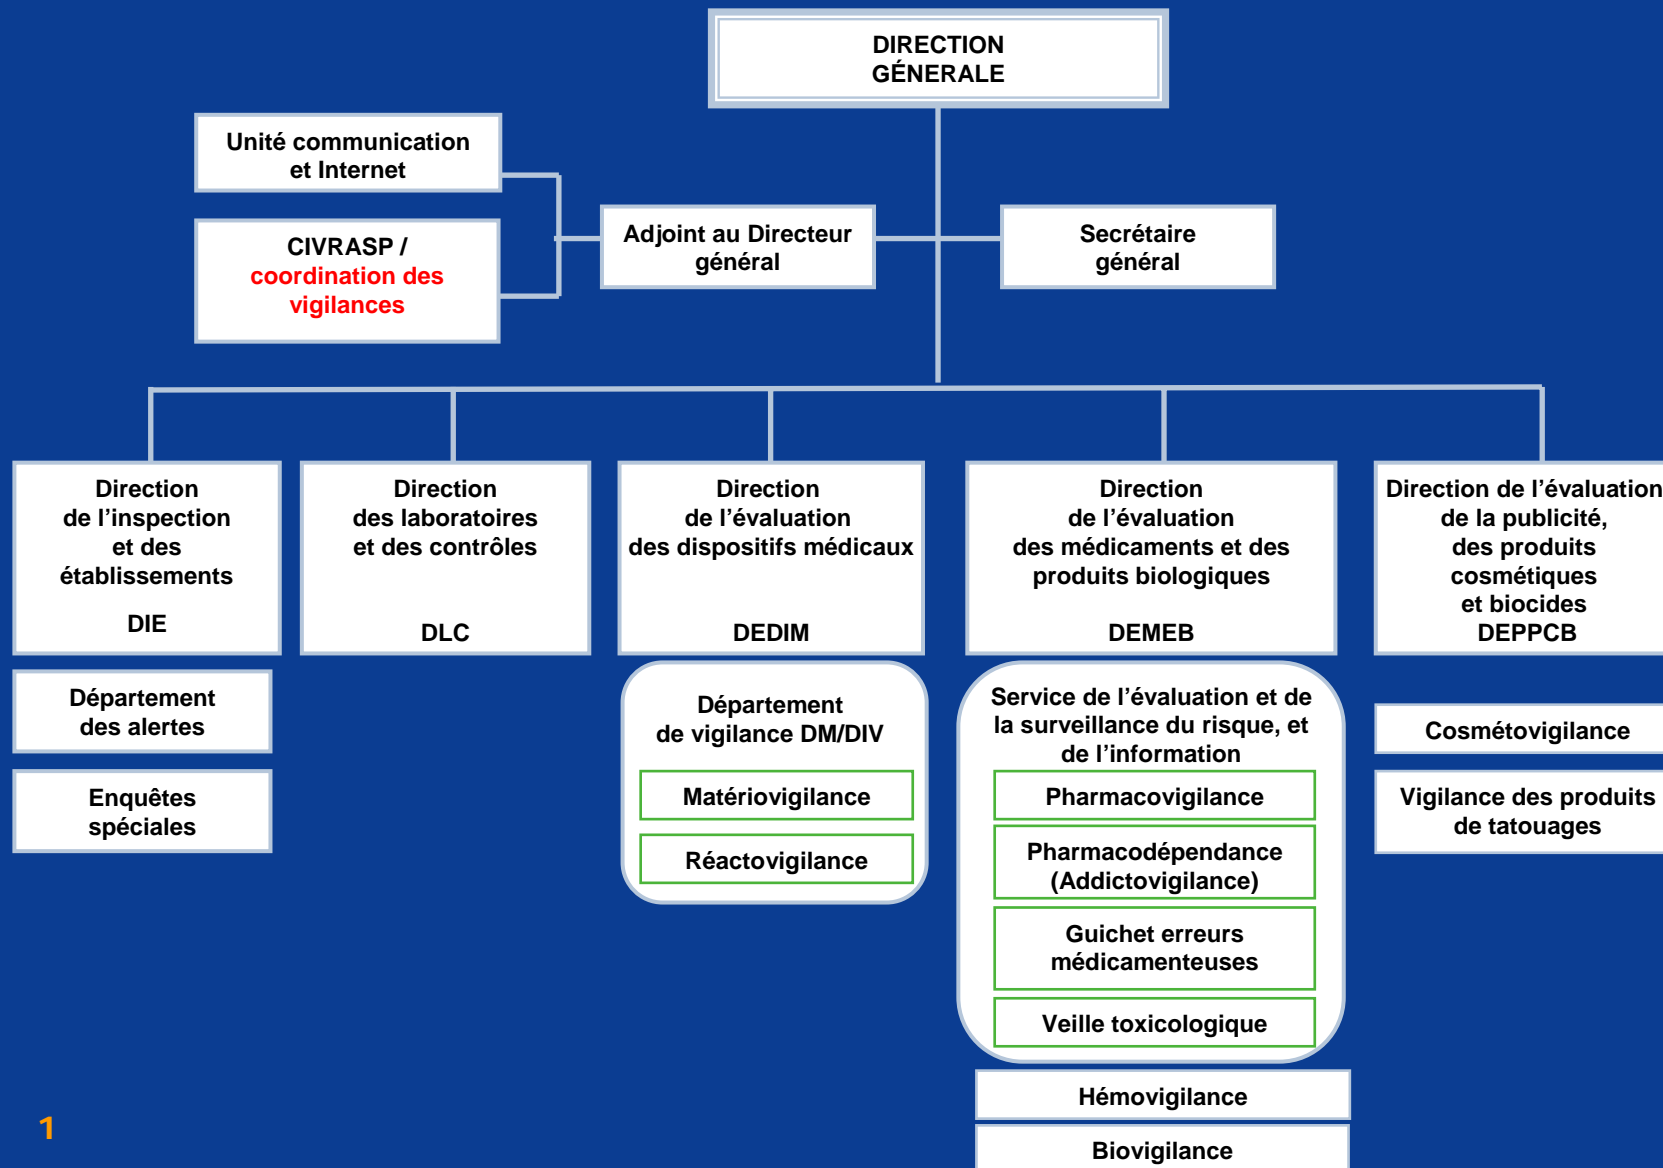 DIRECTION
GÉNERALE
Unité communication
et Internet
CIVRASP /
coordination des
vigilances
Adjoint au Directeur
général
Secrétaire
général
Direction
de l’inspection
et des
établissements
DIE
Direction
des laboratoires
et des contrôles
DLC
Direction
de l’évaluation
des dispositifs médicaux
DEDIM
Direction
de l’évaluation
des médicaments et des
produits biologiques
DEMEB
Direction de l’évaluation
de la publicité,
des produits
cosmétiques
et biocides
DEPPCB
Département
des alertes
Enquêtes
spéciales
Département
de vigilance DM/DIV
Matériovigilance
Réactovigilance
Service de l’évaluation et de
la surveillance du risque, et
de l’information
Pharmacovigilance
Pharmacodépendance
(Addictovigilance)
Guichet erreurs
médicamenteuses
Veille toxicologique
Hémovigilance
Biovigilance
Cosmétovigilance
Vigilance des produits
de tatouages
1